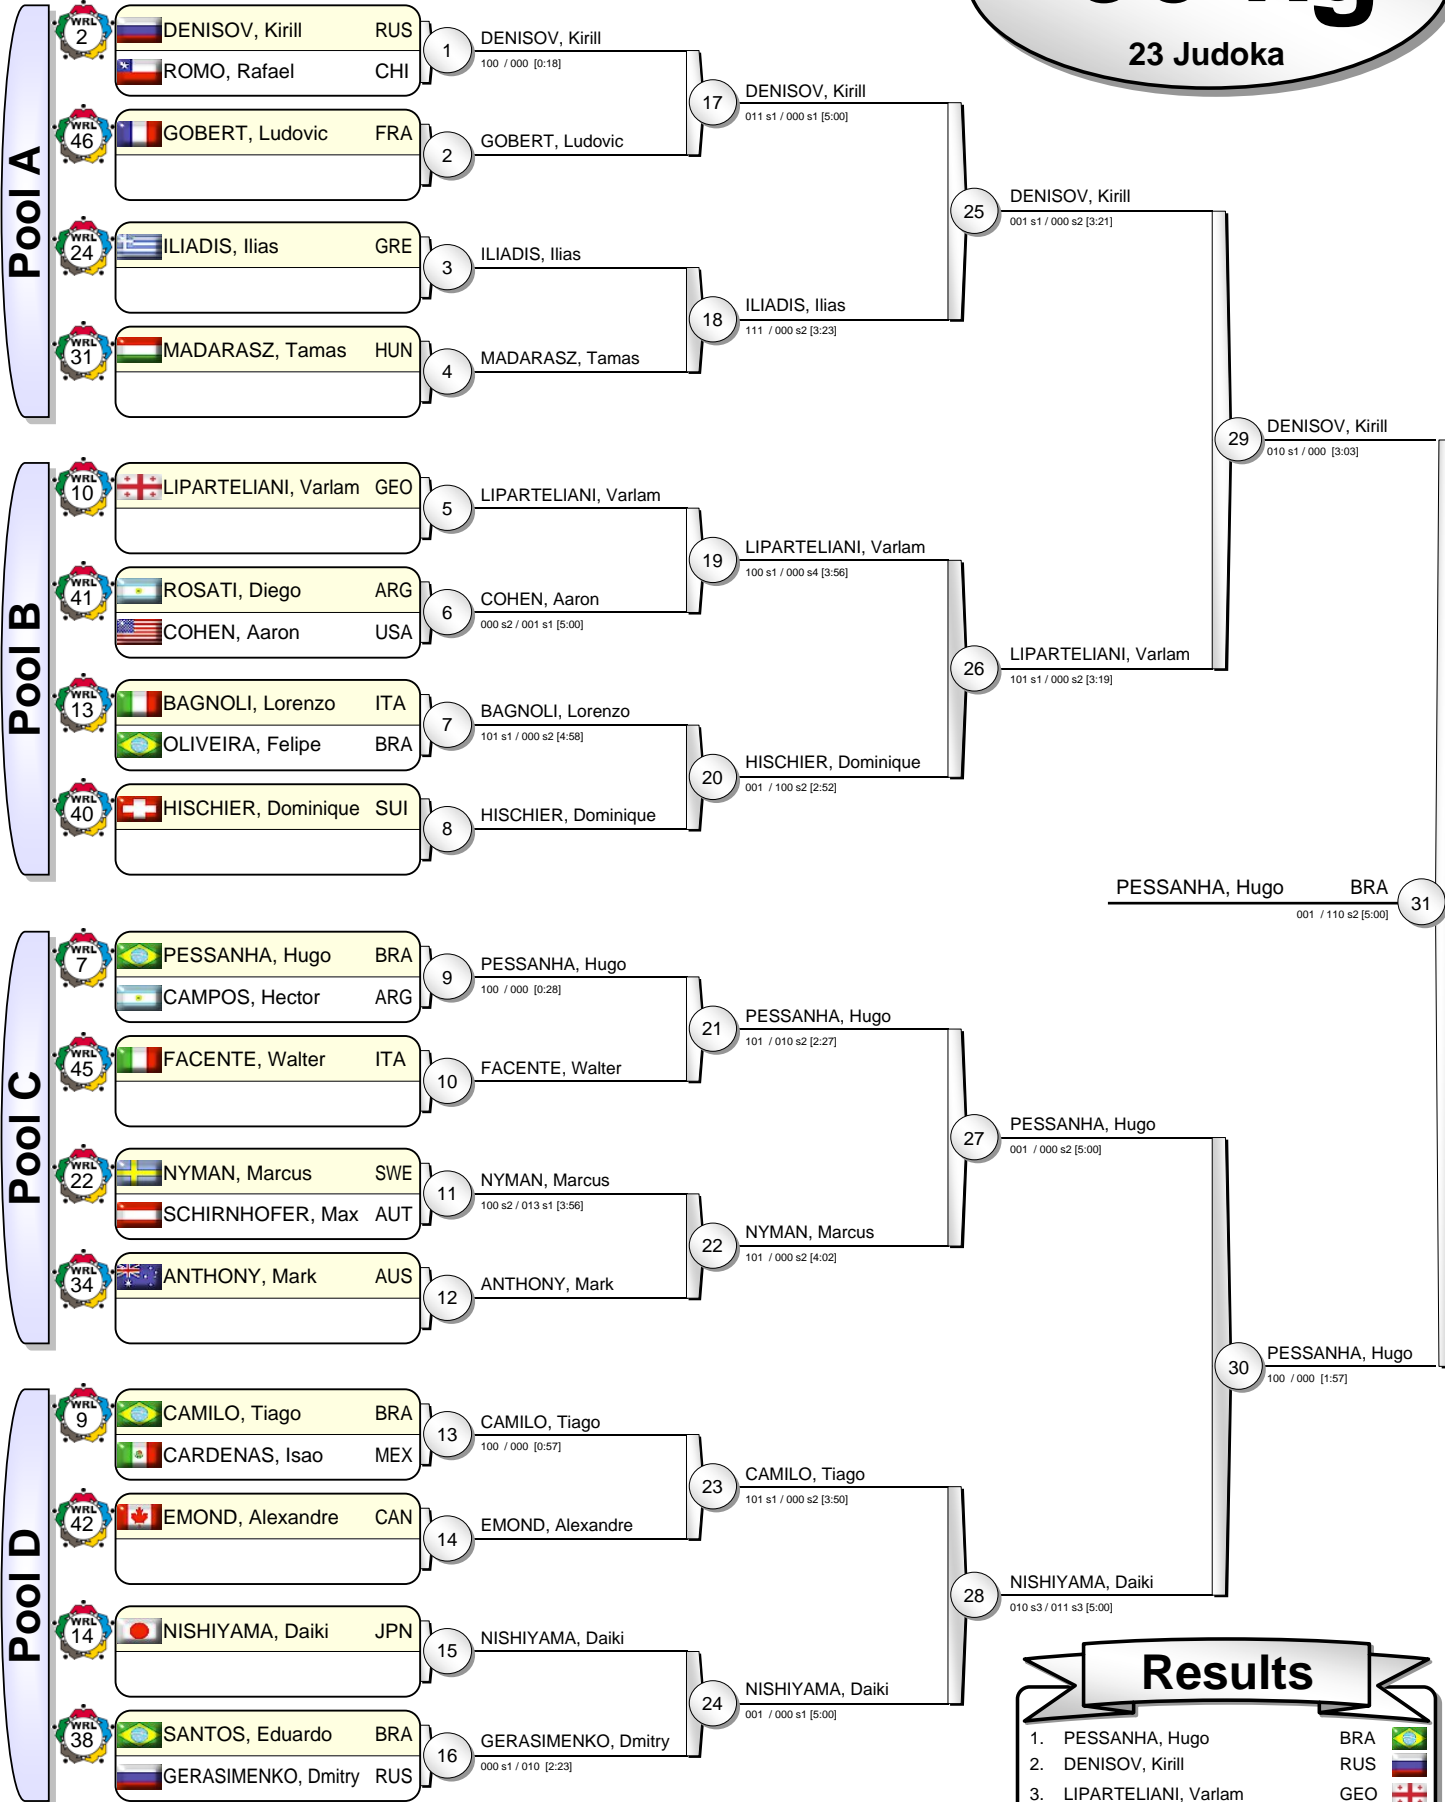 23 Judoka
Pool A
WRL 2 DENISOV, Kirill RUS
ROMO, Rafael CHI
1 DENISOV, Kirill
100 / 000 [0:18]
WRL 46 GOBERT, Ludovic FRA
2 GOBERT, Ludovic
17 DENISOV, Kirill
011 s1 / 000 s1 [5:00]
WRL 24 ILIADIS, Ilias GRE
3 ILIADIS, Ilias
WRL 31 MADARASZ, Tamas HUN
4 MADARASZ, Tamas
18 ILIADIS, Ilias
111 / 000 s2 [3:23]
25 DENISOV, Kirill
001 s1 / 000 s2 [3:21]
Pool B
WRL 10 LIPARTELIANI, Varlam GEO
5 LIPARTELIANI, Varlam
WRL 41 ROSATI, Diego ARG
COHEN, Aaron USA
6 COHEN, Aaron
000 s2 / 001 s1 [5:00]
19 LIPARTELIANI, Varlam
100 s1 / 000 s4 [3:56]
WRL 13 BAGNOLI, Lorenzo ITA
OLIVEIRA, Felipe BRA
7 BAGNOLI, Lorenzo
101 s1 / 000 s2 [4:58]
WRL 40 HISCHIER, Dominique SUI
8 HISCHIER, Dominique
20 HISCHIER, Dominique
001 / 100 s2 [2:52]
26 LIPARTELIANI, Varlam
101 s1 / 000 s2 [3:19]
29 DENISOV, Kirill
010 s1 / 000 [3:03]
PESSANHA, Hugo BRA 31
001 / 110 s2 [5:00]
Pool C
WRL 7 PESSANHA, Hugo BRA
CAMPOS, Hector ARG
9 PESSANHA, Hugo
100 / 000 [0:28]
WRL 45 FACENTE, Walter ITA
10 FACENTE, Walter
21 PESSANHA, Hugo
101 / 010 s2 [2:27]
WRL 22 NYMAN, Marcus SWE
SCHIRNHOFER, Max AUT
11 NYMAN, Marcus
100 s2 / 013 s1 [3:56]
WRL 34 ANTHONY, Mark AUS
12 ANTHONY, Mark
22 NYMAN, Marcus
101 / 000 s2 [4:02]
27 PESSANHA, Hugo
001 / 000 s2 [5:00]
Pool D
WRL 9 CAMILO, Tiago BRA
CARDENAS, Isao MEX
13 CAMILO, Tiago
100 / 000 [0:57]
WRL 42 EMOND, Alexandre CAN
14 EMOND, Alexandre
23 CAMILO, Tiago
101 s1 / 000 s2 [3:50]
WRL 14 NISHIYAMA, Daiki JPN
15 NISHIYAMA, Daiki
WRL 38 SANTOS, Eduardo BRA
GERASIMENKO, Dmitry RUS
16 GERASIMENKO, Dmitry
000 s1 / 010 [2:23]
24 NISHIYAMA, Daiki
001 / 000 s1 [5:00]
28 NISHIYAMA, Daiki
010 s3 / 011 s3 [5:00]
30 PESSANHA, Hugo
100 / 000 [1:57]
Results
1. PESSANHA, Hugo BRA
2. DENISOV, Kirill RUS
3. LIPARTELIANI, Varlam GEO